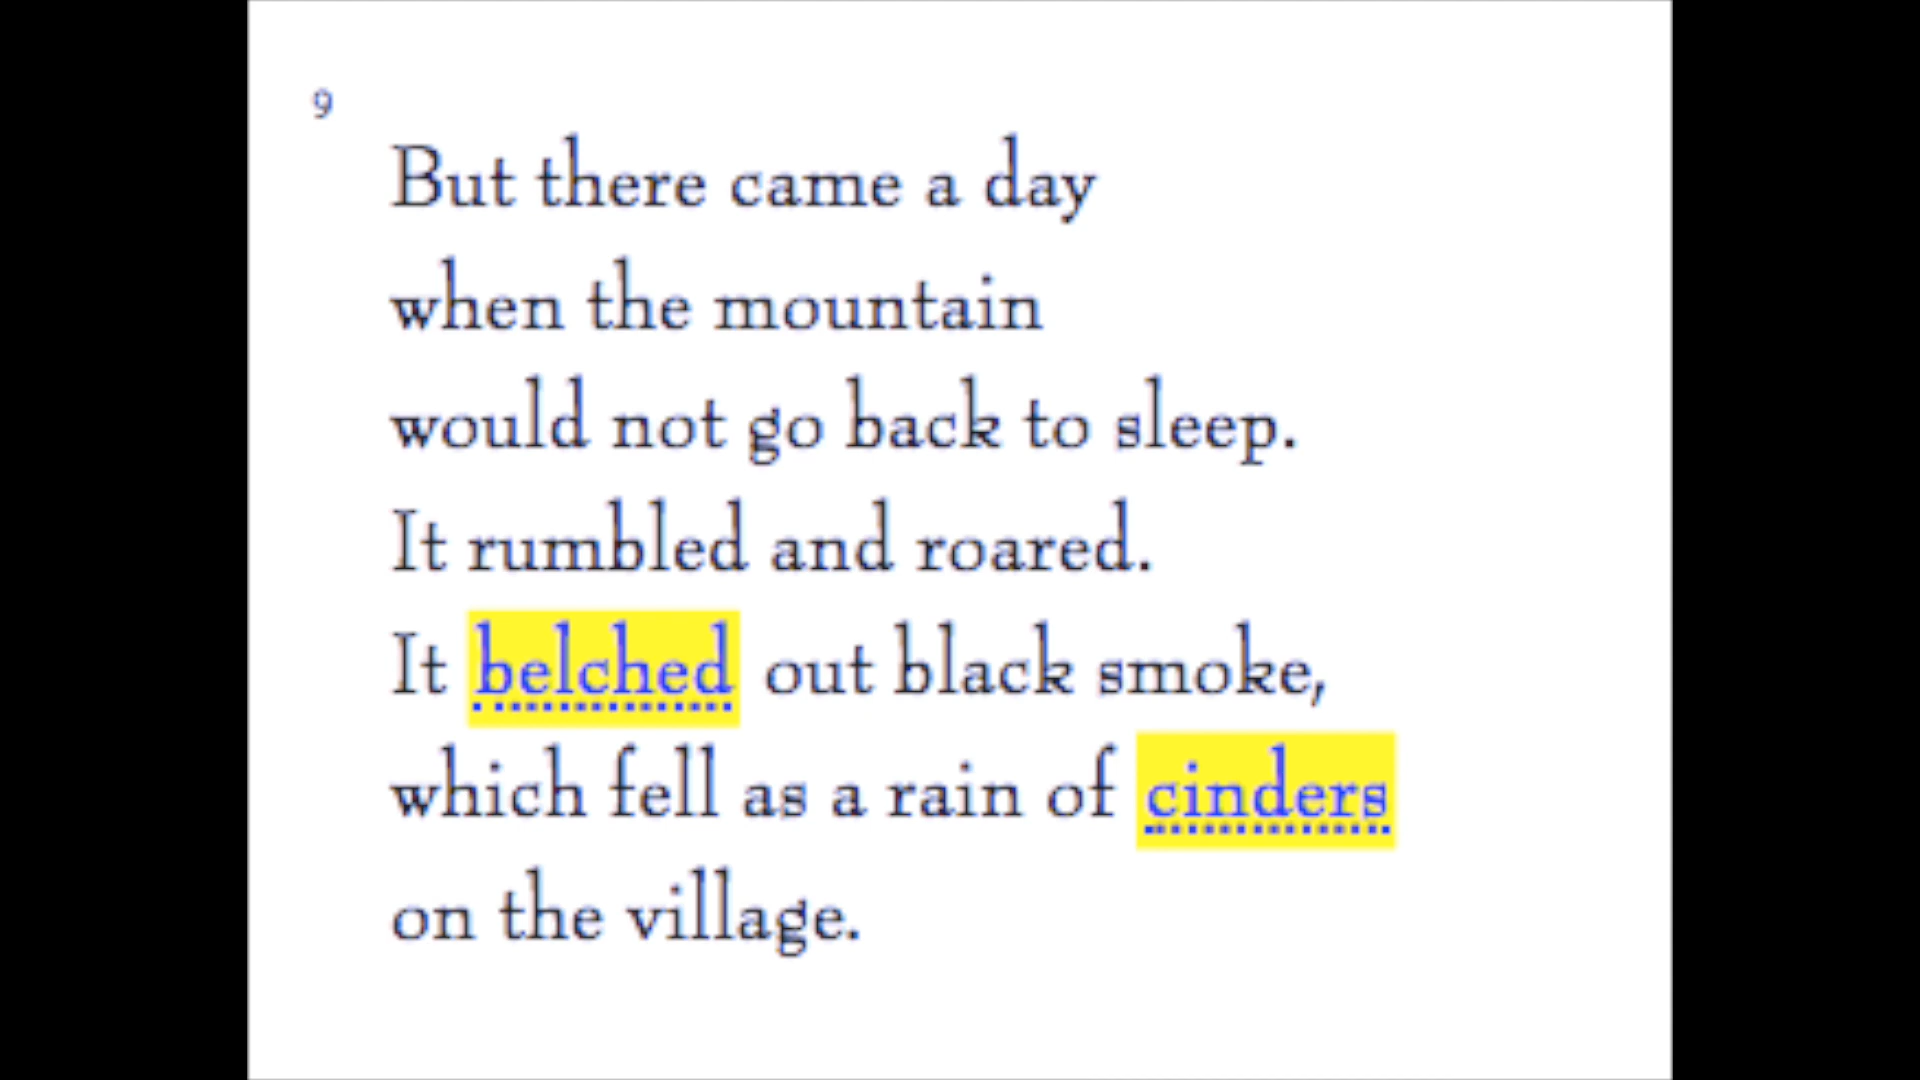 9
But there came a day
when the mountain
would not go back to sleep.
It rumbled and roared.
It belched out black smoke,
which fell as a rain of cinders
on the village.